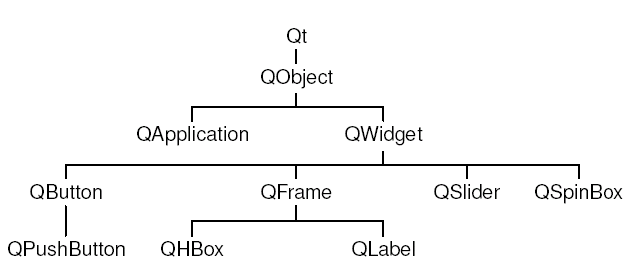 Qt
QObject
QApplication QWidget
QButton QFrame QSlider QSpinBox
QPushButton QHBox QLabel